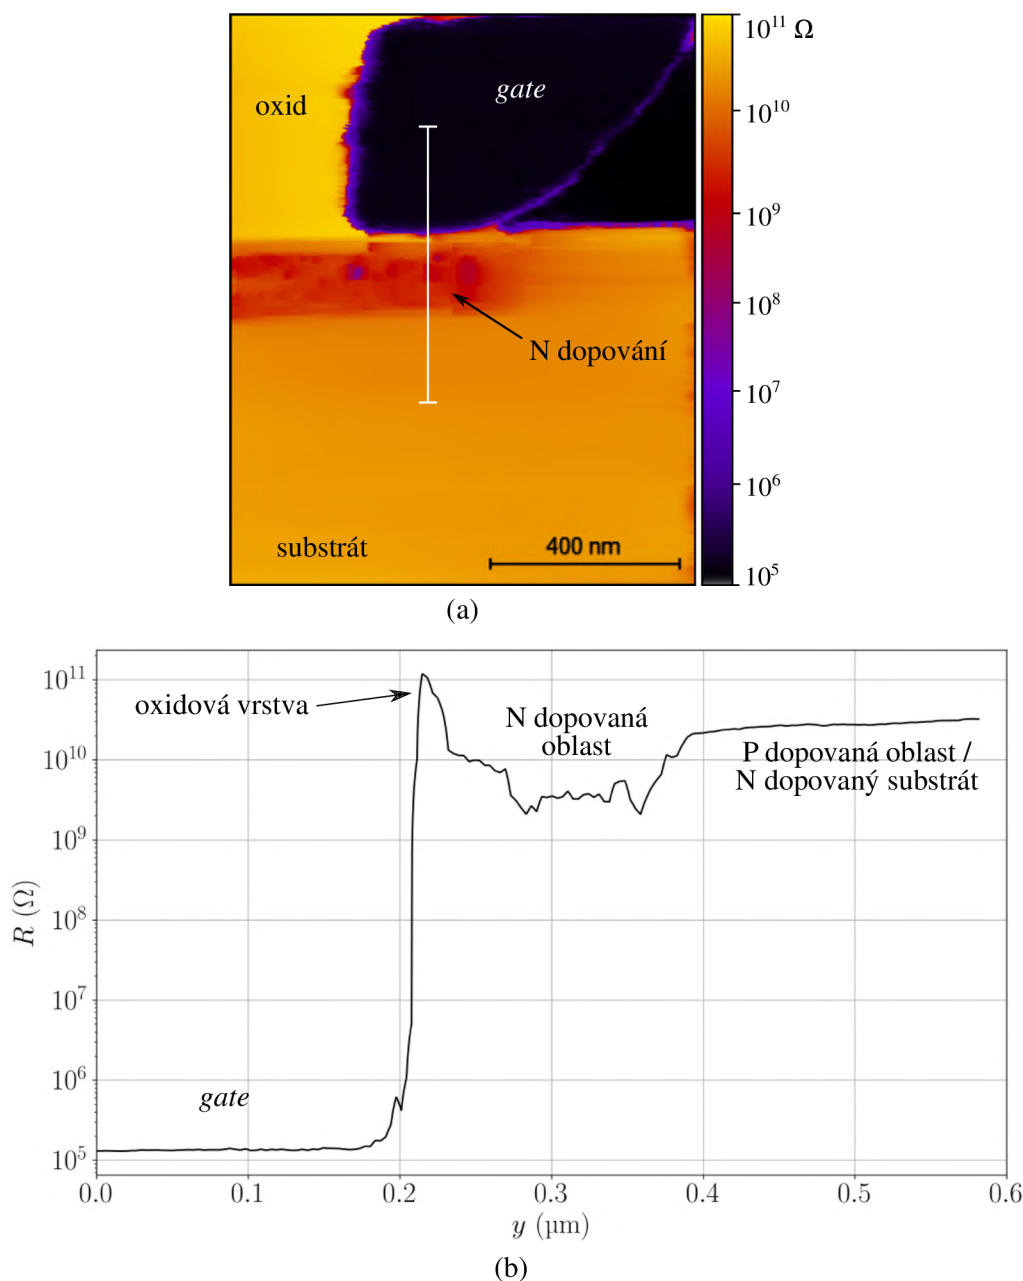 oxid
gate
N dopování
substrát
400 nm
10¹¹ Ω
10¹⁰
10⁹
10⁸
10⁷
10⁶
10⁵
(a)
10¹¹
10¹⁰
10⁹
10⁸
10⁷
10⁶
10⁵
R (Ω)
oxidová vrstva
N dopovaná
oblast
P dopovaná oblast /
N dopovaný substrát
gate
0.0 0.1 0.2 0.3 0.4 0.5 0.6
y (µm)
(b)